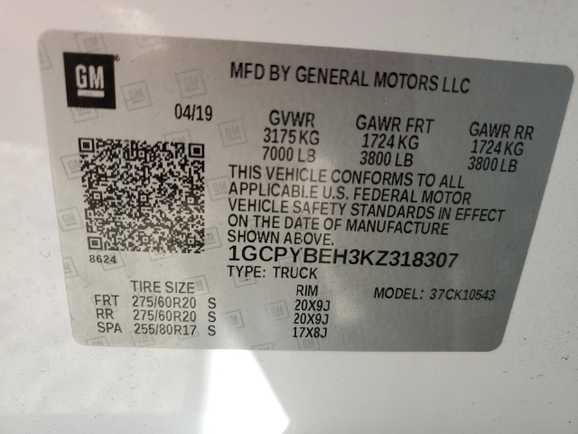 GM
MFD BY GENERAL MOTORS LLC
04/19
GVWR GAWR FRT GAWR RR
3175 KG 1724 KG 1724 KG
7000 LB 3800 LB 3800 LB
THIS VEHICLE CONFORMS TO ALL
APPLICABLE U.S. FEDERAL MOTOR
VEHICLE SAFETY STANDARDS IN EFFECT
ON THE DATE OF MANUFACTURE
SHOWN ABOVE
8624
1GCPYBEH3KZ318307
TYPE: TRUCK
TIRE SIZE RIM MODEL: 37CK10543
FRT 275/60R20 S 20X9J
RR 275/60R20 S 20X9J
SPA 255/80R17 S 17X8J